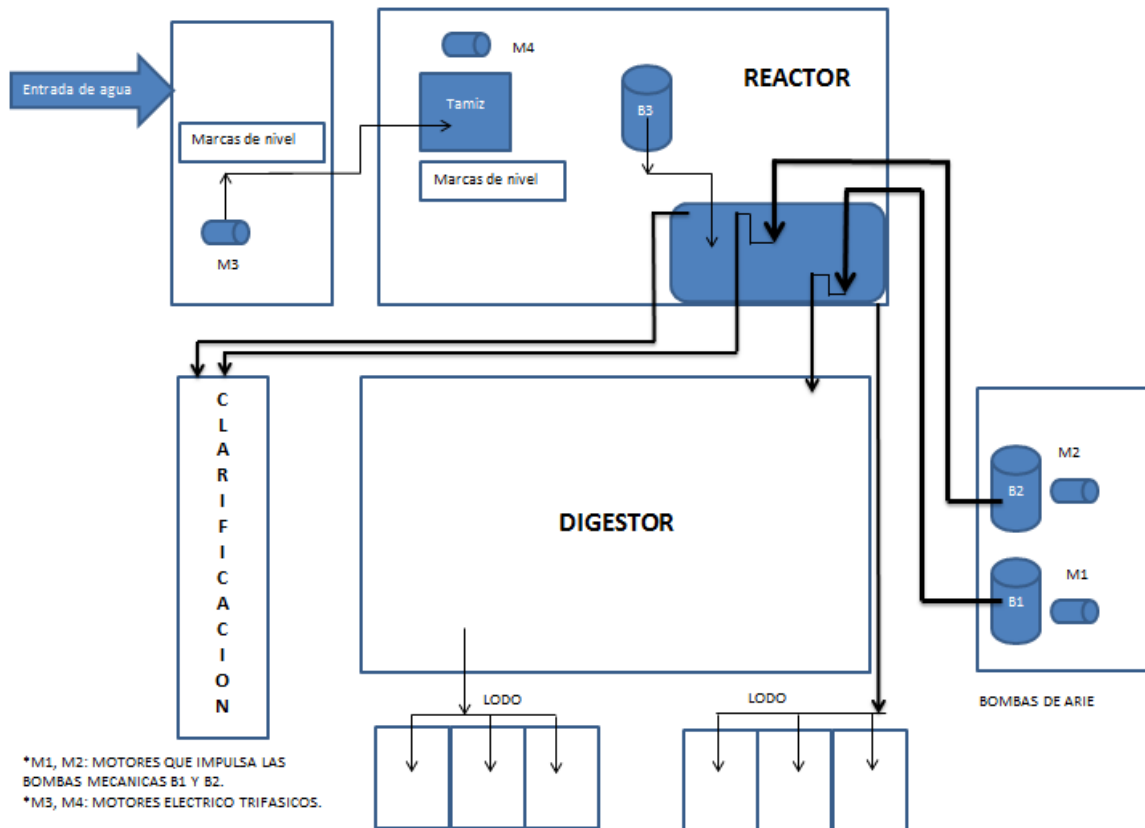 M4
REACTOR
Entrada de agua
Tamiz
B3
Marcas de nivel
Marcas de nivel
M3
C
L
A
R
I
F
I
C
A
C
I
O
N
DIGESTOR
M2
B2
M1
B1
LODO
LODO
BOMBAS DE ARIE
*M1, M2: MOTORES QUE IMPULSA LAS
BOMBAS MECANICAS B1 Y B2.
*M3, M4: MOTORES ELECTRICO TRIFASICOS.